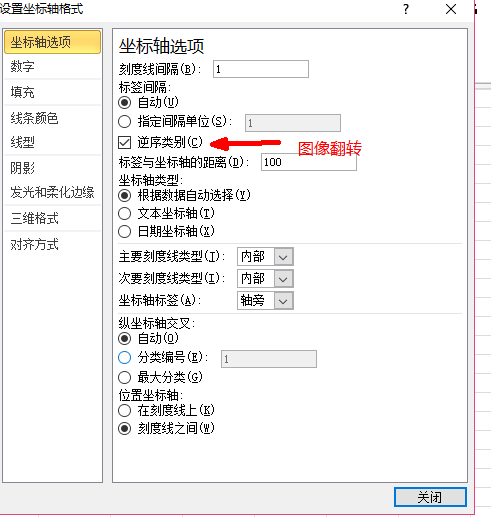 设置坐标轴格式
?
坐标轴选项
数字
填充
线条颜色
线型
阴影
发光和柔化边缘
三维格式
对齐方式
坐标轴选项
刻度线间隔(B): 1
标签间隔:
自动(U)
指定间隔单位(S): 1
逆序类别(C)
图像翻转
标签与坐标轴的距离(D): 100
坐标轴类型:
根据数据自动选择(Y)
文本坐标轴(T)
日期坐标轴(X)
主要刻度线类型(J): 内部
次要刻度线类型(I): 内部
坐标轴标签(A): 轴旁
纵坐标轴交叉:
自动(O)
分类编号(E): 1
最大分类(G)
位置坐标轴:
在刻度线上(K)
刻度线之间(W)
关闭